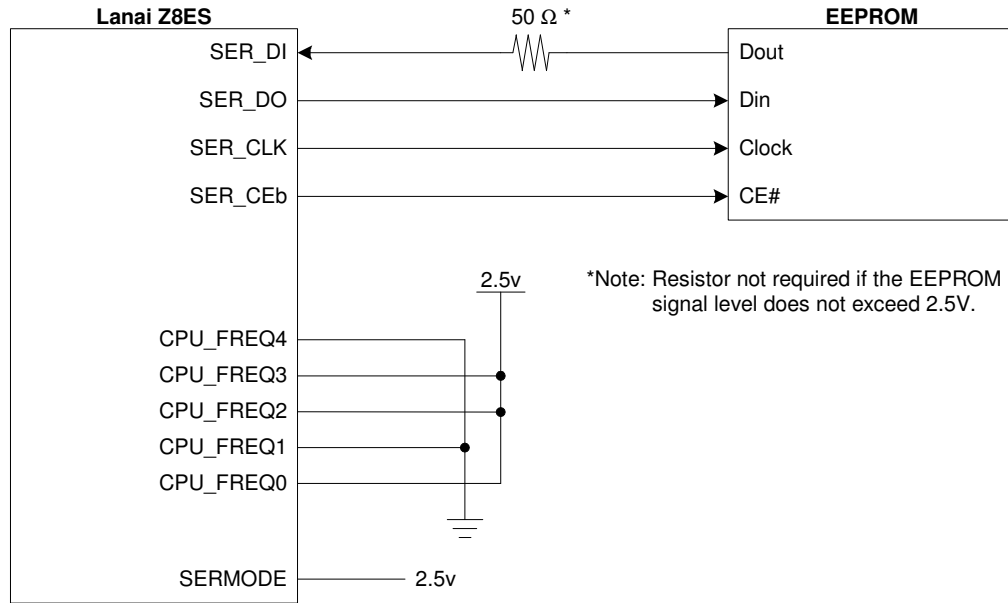 Lanai Z8ES
50 Ω *
EEPROM
SER_DI
Dout
SER_DO
Din
SER_CLK
Clock
SER_CEb
CE#
2.5v
*Note: Resistor not required if the EEPROM
signal level does not exceed 2.5V.
CPU_FREQ4
CPU_FREQ3
CPU_FREQ2
CPU_FREQ1
CPU_FREQ0
SERMODE
2.5v